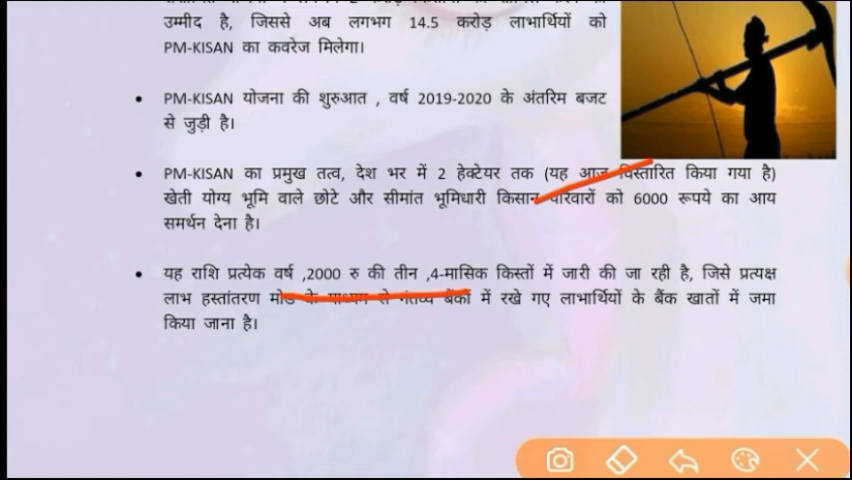 उम्मीद है, जिससे अब लगभग 14.5 करोड़ लाभार्थियों को
PM-KISAN का कवरेज मिलेगा।
• PM-KISAN योजना की शुरुआत , वर्ष 2019-2020 के अंतरिम बजट
से जुड़ी है।
• PM-KISAN का प्रमुख तत्व, देश भर में 2 हेक्टेयर तक (यह आज विस्तारित किया गया है)
खेती योग्य भूमि वाले छोटे और सीमांत भूमिधारी किसान परिवारों को 6000 रूपये का आय
समर्थन देना है।
• यह राशि प्रत्येक वर्ष ,2000 रु की तीन ,4-मासिक किस्तों में जारी की जा रही है, जिसे प्रत्यक्ष
लाभ हस्तांतरण मोड के माध्यम से गंतव्य बैंकों में रखे गए लाभार्थियों के बैंक खातों में जमा
किया जाना है।